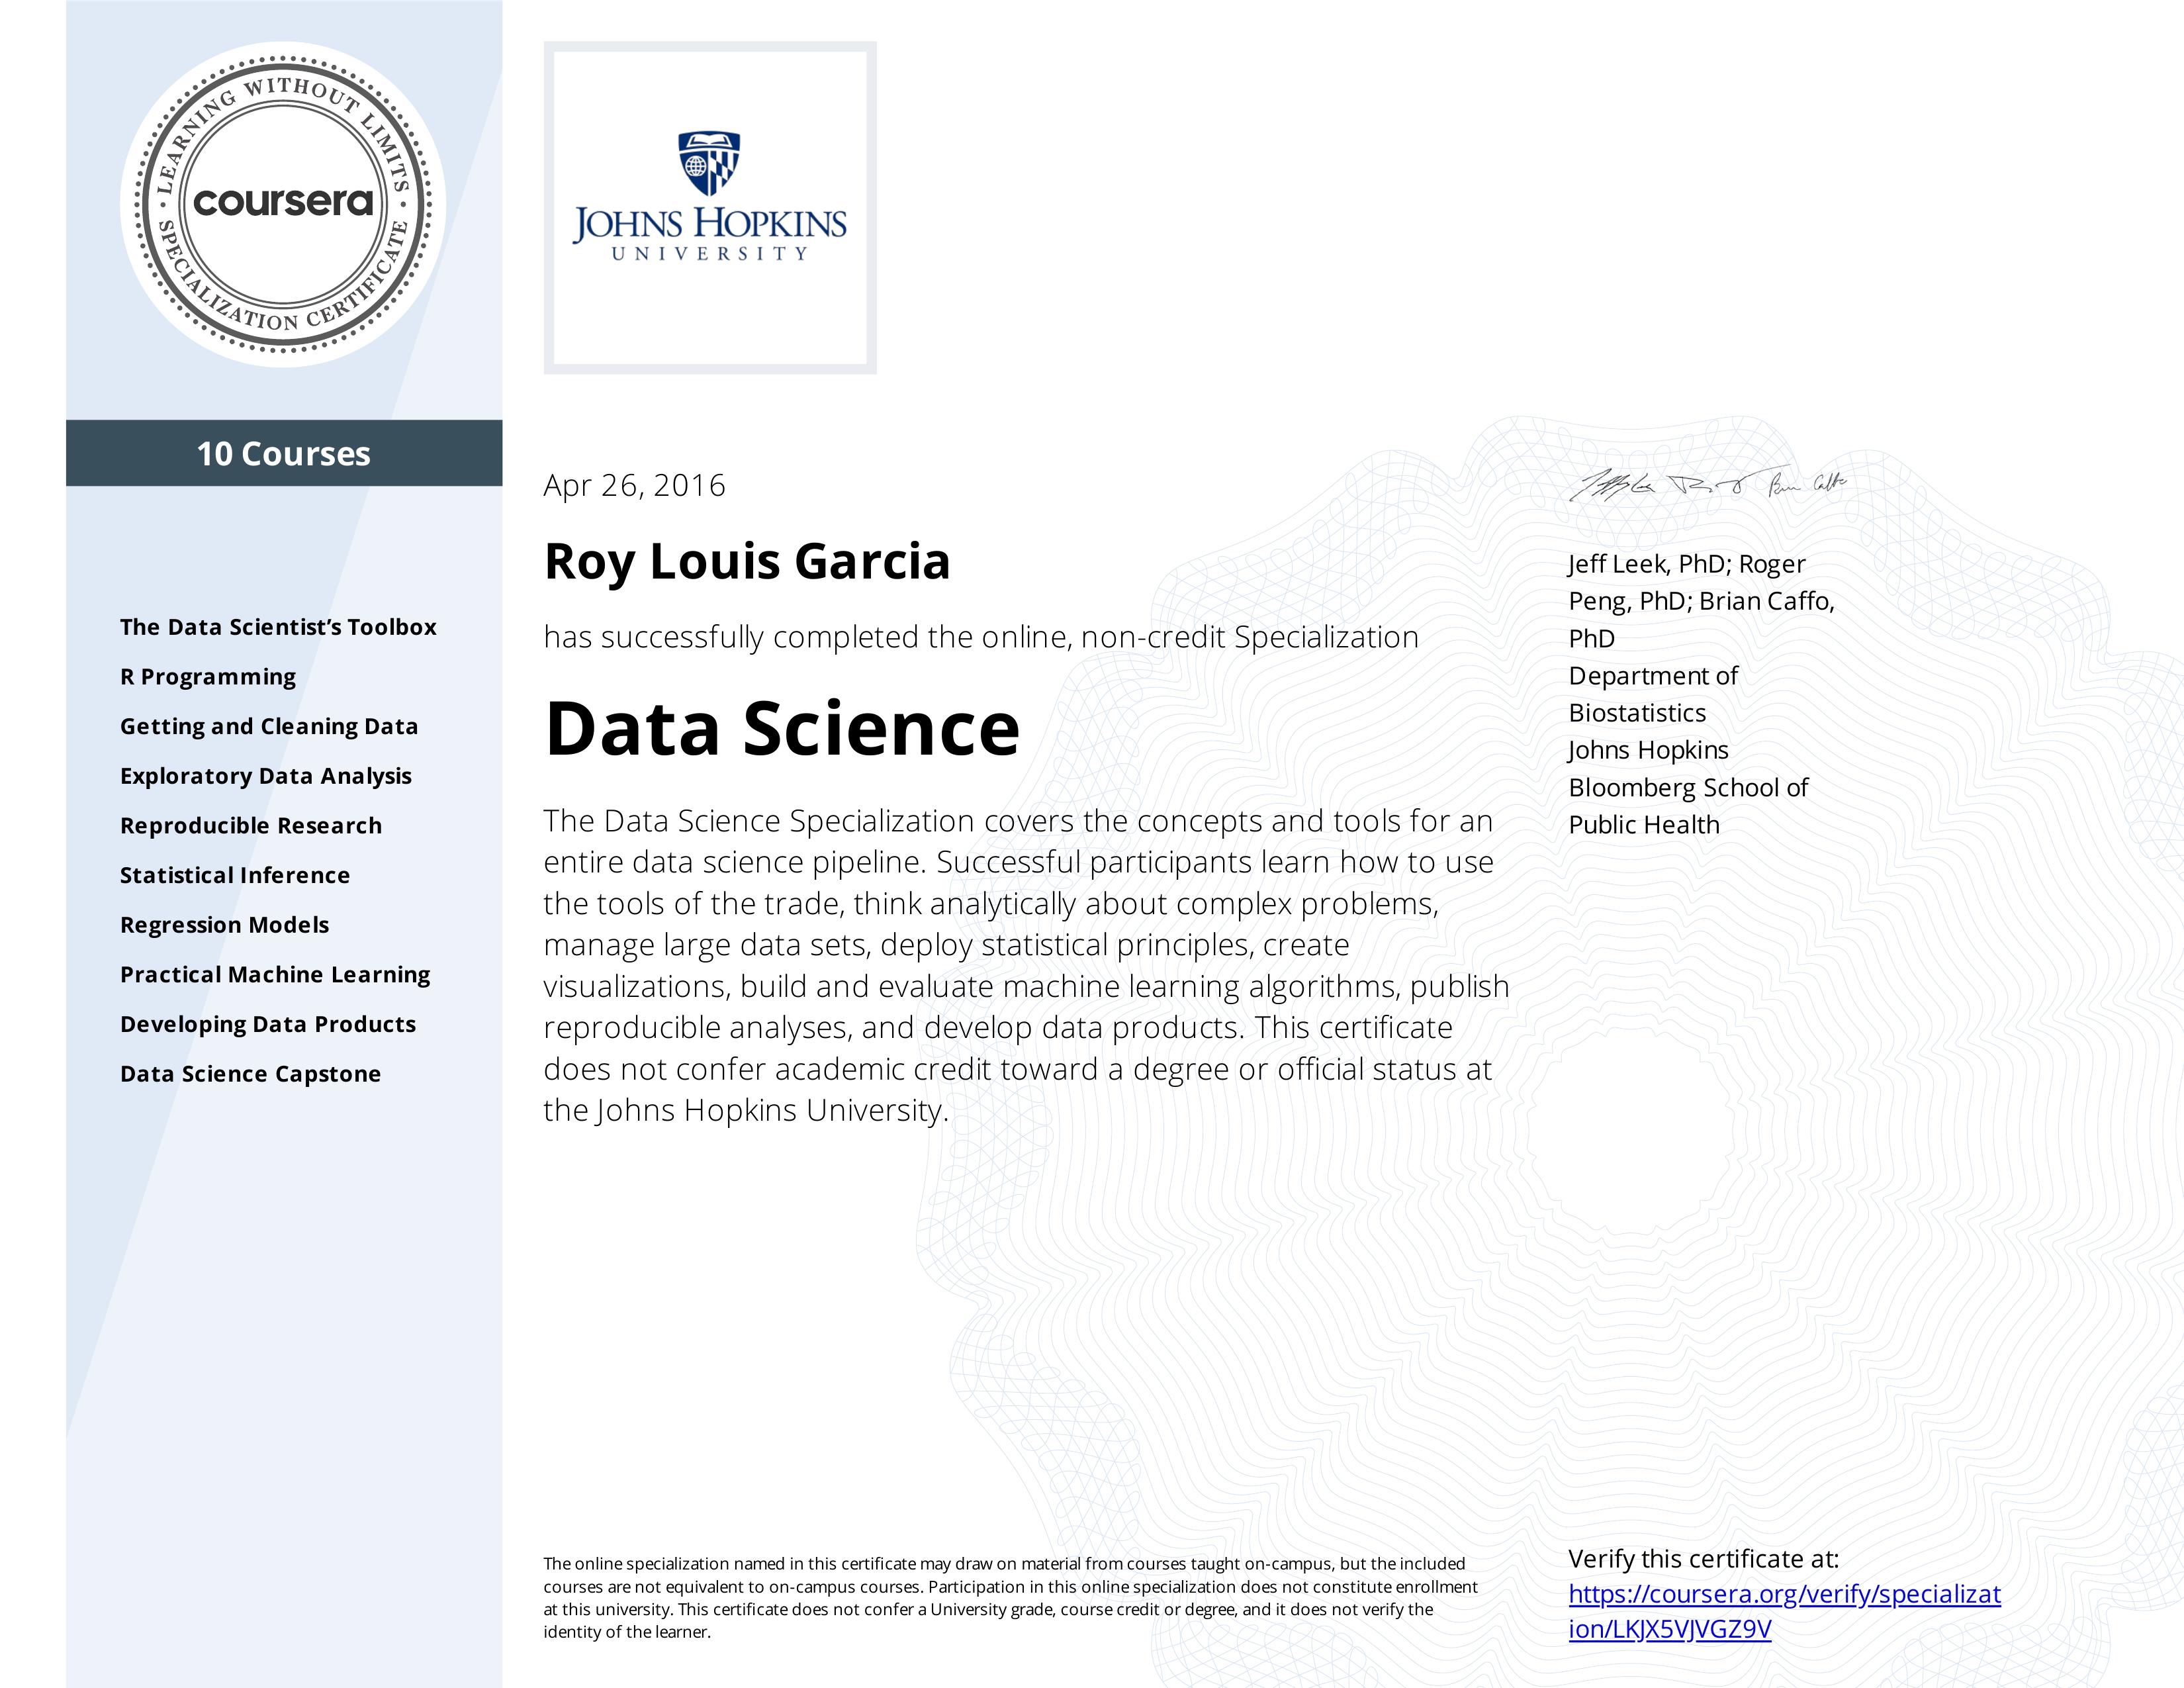 LEARNING WITHOUT LIMITS
coursera
SPECIALIZATION CERTIFICATE
10 Courses
The Data Scientist’s Toolbox
R Programming
Getting and Cleaning Data
Exploratory Data Analysis
Reproducible Research
Statistical Inference
Regression Models
Practical Machine Learning
Developing Data Products
Data Science Capstone
JOHNS HOPKINS
UNIVERSITY
Apr 26, 2016
Roy Louis Garcia
has successfully completed the online, non-credit Specialization
Data Science
The Data Science Specialization covers the concepts and tools for an
entire data science pipeline. Successful participants learn how to use
the tools of the trade, think analytically about complex problems,
manage large data sets, deploy statistical principles, create
visualizations, build and evaluate machine learning algorithms, publish
reproducible analyses, and develop data products. This certificate
does not confer academic credit toward a degree or official status at
the Johns Hopkins University.
Jeff Leek, PhD; Roger
Peng, PhD; Brian Caffo,
PhD
Department of
Biostatistics
Johns Hopkins
Bloomberg School of
Public Health
The online specialization named in this certificate may draw on material from courses taught on-campus, but the included
courses are not equivalent to on-campus courses. Participation in this online specialization does not constitute enrollment
at this university. This certificate does not confer a University grade, course credit or degree, and it does not verify the
identity of the learner.
Verify this certificate at:
https://coursera.org/verify/specializat
ion/LKJX5VJVGZ9V